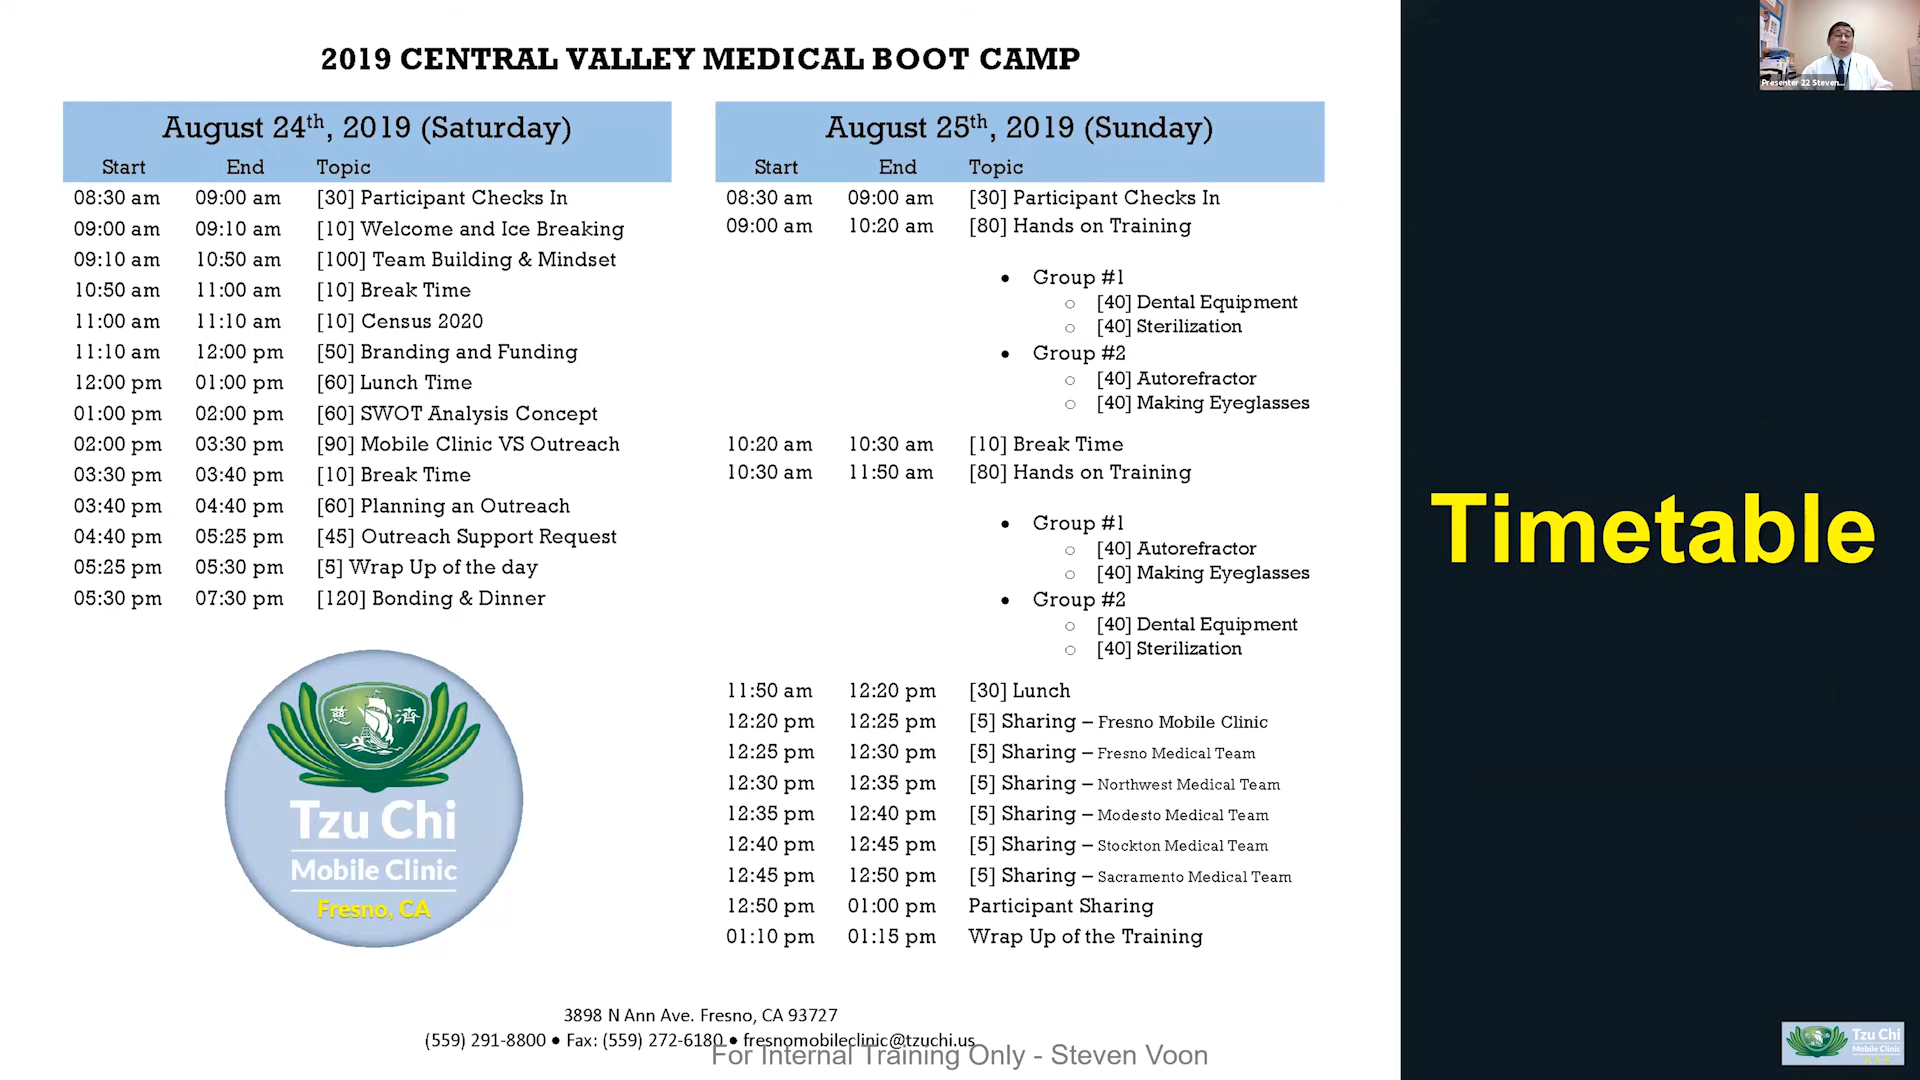 2019 CENTRAL VALLEY MEDICAL BOOT CAMP
August 24th, 2019 (Saturday)
Start End Topic
08:30 am 09:00 am [30] Participant Checks In
09:00 am 09:10 am [10] Welcome and Ice Breaking
09:10 am 10:50 am [100] Team Building & Mindset
10:50 am 11:00 am [10] Break Time
11:00 am 11:10 am [10] Census 2020
11:10 am 12:00 pm [50] Branding and Funding
12:00 pm 01:00 pm [60] Lunch Time
01:00 pm 02:00 pm [60] SWOT Analysis Concept
02:00 pm 03:30 pm [90] Mobile Clinic VS Outreach
03:30 pm 03:40 pm [10] Break Time
03:40 pm 04:40 pm [60] Planning an Outreach
04:40 pm 05:25 pm [45] Outreach Support Request
05:25 pm 05:30 pm [5] Wrap Up of the day
05:30 pm 07:30 pm [120] Bonding & Dinner
慈 濟
Tzu Chi
Mobile Clinic
Fresno, CA
August 25th, 2019 (Sunday)
Start End Topic
08:30 am 09:00 am [30] Participant Checks In
09:00 am 10:20 am [80] Hands on Training
• Group #1
○ [40] Dental Equipment
○ [40] Sterilization
• Group #2
○ [40] Autorefractor
○ [40] Making Eyeglasses
10:20 am 10:30 am [10] Break Time
10:30 am 11:50 am [80] Hands on Training
• Group #1
○ [40] Autorefractor
○ [40] Making Eyeglasses
• Group #2
○ [40] Dental Equipment
○ [40] Sterilization
11:50 am 12:20 pm [30] Lunch
12:20 pm 12:25 pm [5] Sharing – Fresno Mobile Clinic
12:25 pm 12:30 pm [5] Sharing – Fresno Medical Team
12:30 pm 12:35 pm [5] Sharing – Northwest Medical Team
12:35 pm 12:40 pm [5] Sharing – Modesto Medical Team
12:40 pm 12:45 pm [5] Sharing – Stockton Medical Team
12:45 pm 12:50 pm [5] Sharing – Sacramento Medical Team
12:50 pm 01:00 pm Participant Sharing
01:10 pm 01:15 pm Wrap Up of the Training
3898 N Ann Ave. Fresno, CA 93727
(559) 291-8800 • Fax: (559) 272-6180 • fresnomobileclinic@tzuchi.us
For Internal Training Only - Steven Voon
Presenter 22 Steven...
Timetable
Tzu Chi
Mobile Clinic